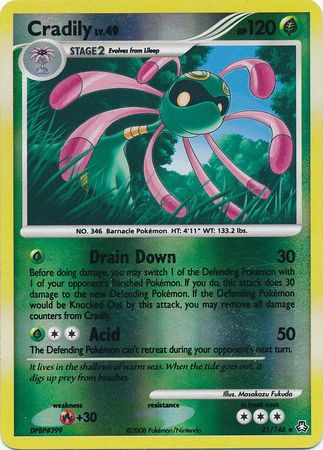 Cradily LV.49
HP 120
STAGE2 Evolves from Lileep
NO. 346 Barnacle Pokémon HT: 4'11" WT: 133.2 lbs.
Drain Down 30
Before doing damage, you may switch 1 of the Defending Pokémon with
1 of your opponent's Benched Pokémon. If you do, this attack does 30
damage to the new Defending Pokémon. If the Defending Pokémon
would be Knocked Out by this attack, you may remove all damage
counters from Cradily.
Acid 50
The Defending Pokémon can't retreat during your opponent's next turn.
It lives in the shallows of warm seas. When the tide goes out, it
digs up prey from beaches.
Illus. Masakazu Fukuda
weakness resistance retreat cost
+30
DPBP#399 ©2008 Pokémon/Nintendo 21/146 ★